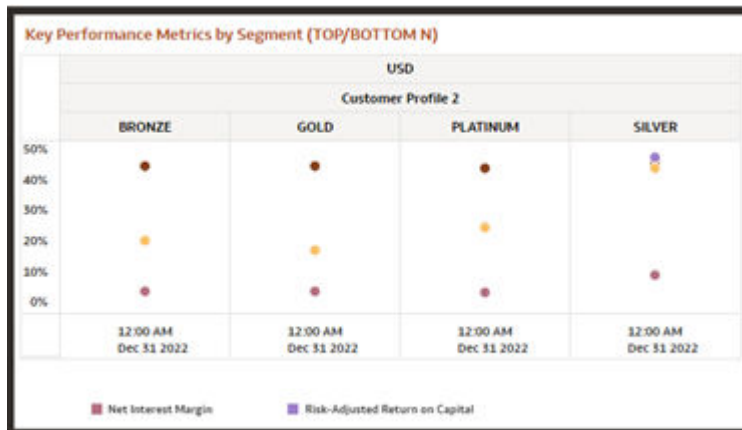 Key Performance Metrics by Segment (TOP/BOTTOM N)
USD
Customer Profile 2
BRONZE GOLD PLATINUM SILVER
50%
40%
30%
20%
10%
0%
12:00 AM 12:00 AM 12:00 AM 12:00 AM
Dec 31 2022 Dec 31 2022 Dec 31 2022 Dec 31 2022
Net Interest Margin Risk-Adjusted Return on Capital